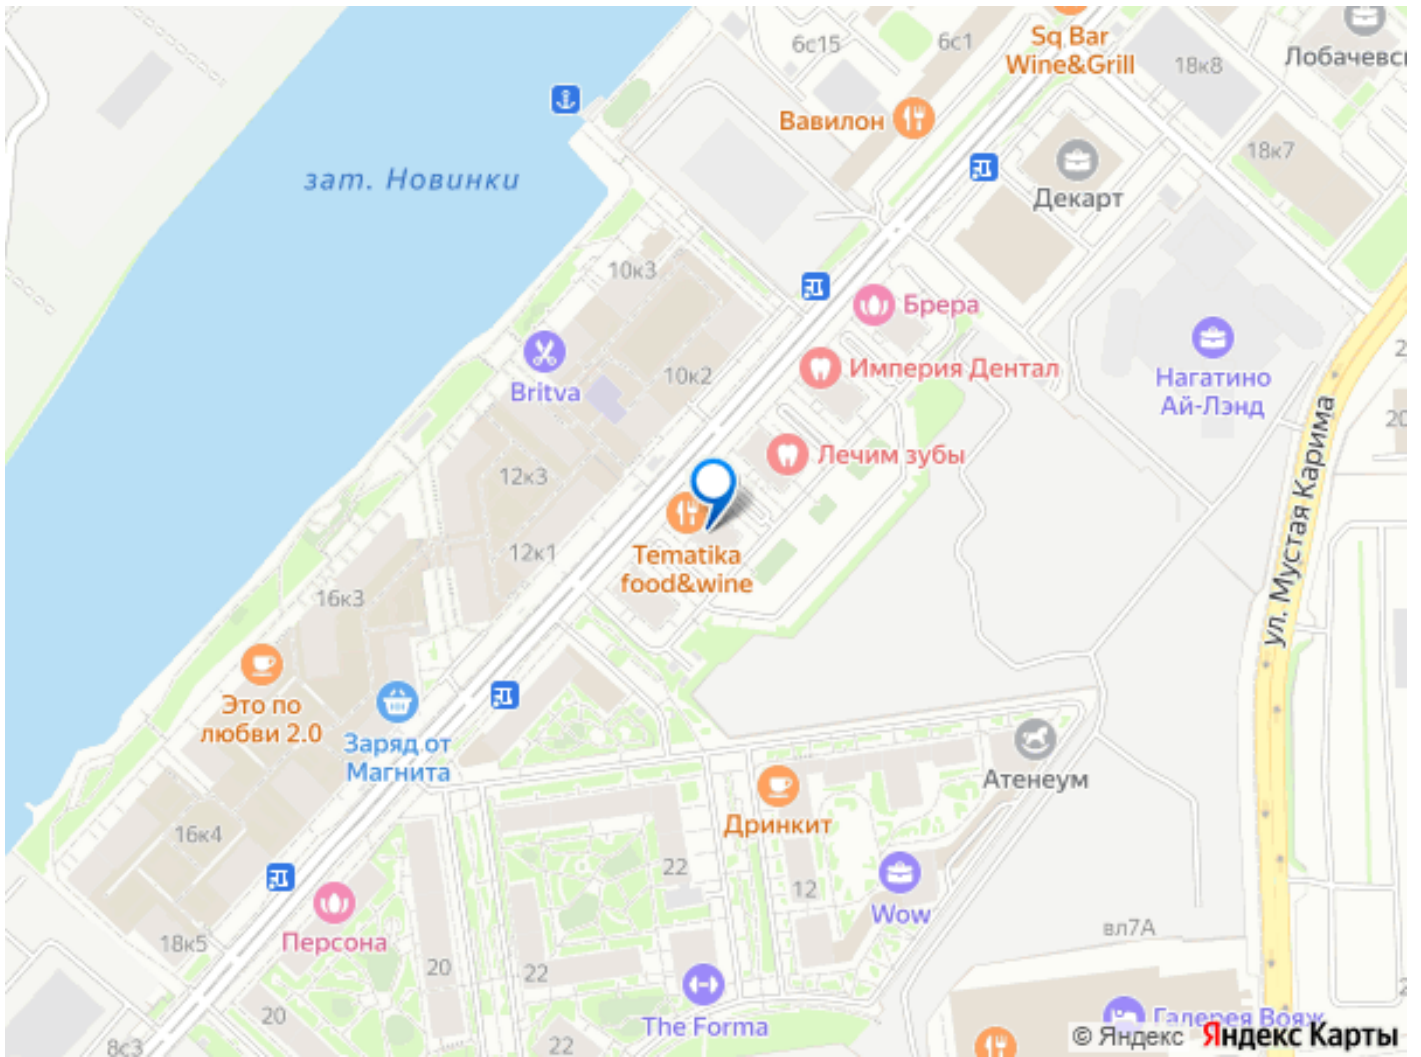 6с15
6с1
Sq Bar
Wine&Grill
18к8
Лобачевс
Вавилон
18к7
зат. Новинки
Декарт
10к3
Брера
Britva
10к2
Империя Дентал
Нагатино
Ай-Лэнд
ул. Мустая Карима
12к3
Лечим зубы
12к1
Tematika
food&wine
16к3
Это по
любви 2.0
Заряд от
Магнита
Атенеум
Дринкит
16к4
22
12
Wow
вл7А
18к5
Персона
20
22
The Forma
Галерея Вояж
20
22
8с3
© Яндекс Яндекс Карты